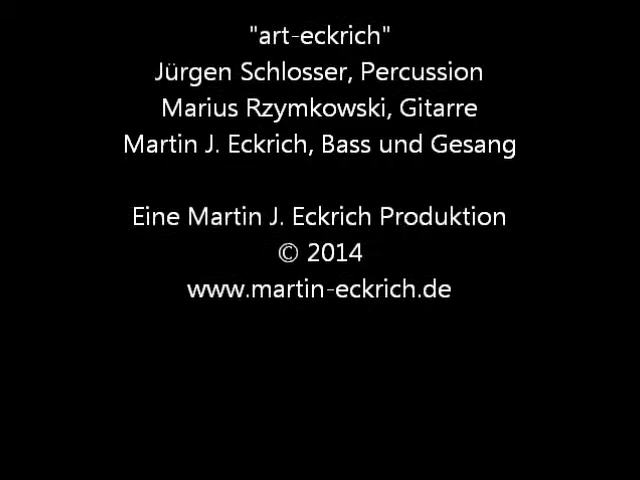 "art-eckrich"
Jürgen Schlosser, Percussion
Marius Rzymkowski, Gitarre
Martin J. Eckrich, Bass und Gesang
Eine Martin J. Eckrich Produktion
© 2014
www.martin-eckrich.de